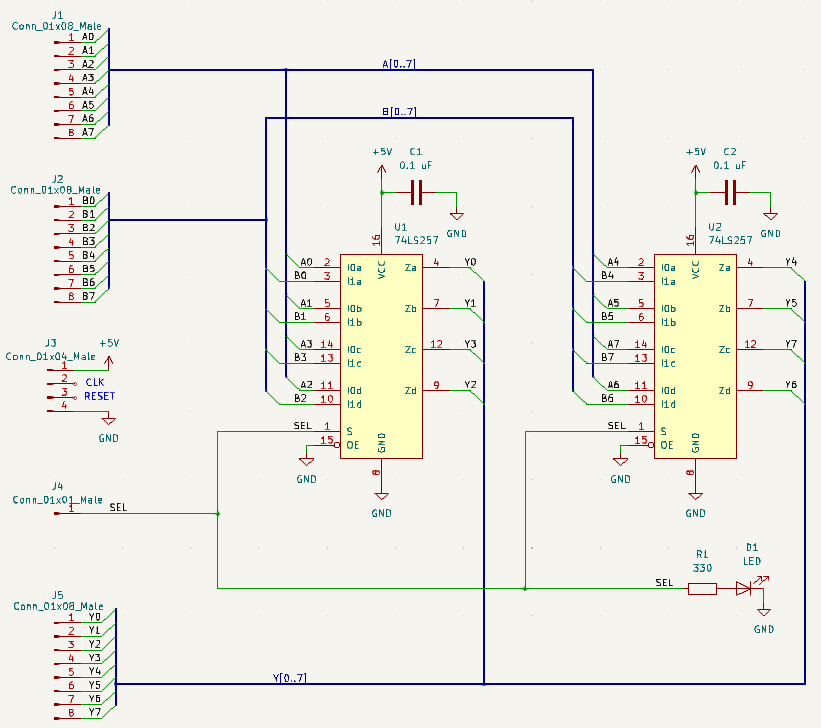 J1
Conn_01x08_Male
1 A0
2 A1
3 A2
4 A3
5 A4
6 A5
7 A6
8 A7
A[0..7]
B[0..7]
J2
Conn_01x08_Male
1 B0
2 B1
3 B2
4 B3
5 B4
6 B5
7 B6
8 B7
J3
Conn_01x04_Male
+5V
1
2 CLK
3 RESET
4
GND
J4
Conn_01x01_Male
1 SEL
J5
Conn_01x08_Male
1 Y0
2 Y1
3 Y2
4 Y3
5 Y4
6 Y5
7 Y6
8 Y7
Y[0..7]
+5V
C1
0.1 uF
GND
U1
74LS257
16 VCC
A0 2 I0a Za 4 Y0
B0 3 I1a
A1 5 I0b Zb 7 Y1
B1 6 I1b
A3 14 I0c Zc 12 Y3
B3 13 I1c
A2 11 I0d Zd 9 Y2
B2 10 I1d
SEL 1 S
15 OE
GND
GND 8
GND
+5V
C2
0.1 uF
GND
U2
74LS257
16 VCC
A4 2 I0a Za 4 Y4
B4 3 I1a
A5 5 I0b Zb 7 Y5
B5 6 I1b
A7 14 I0c Zc 12 Y7
B7 13 I1c
A6 11 I0d Zd 9 Y6
B6 10 I1d
SEL 1 S
15 OE
GND
GND 8
GND
SEL
R1
330
D1
LED
GND